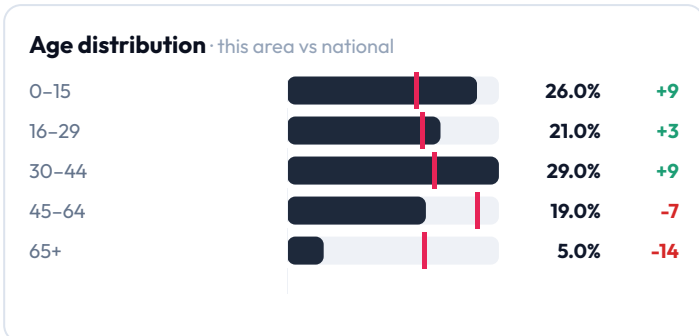 Age distribution · this area vs national
0–15 26.0% +9
16–29 21.0% +3
30–44 29.0% +9
45–64 19.0% -7
65+ 5.0% -14